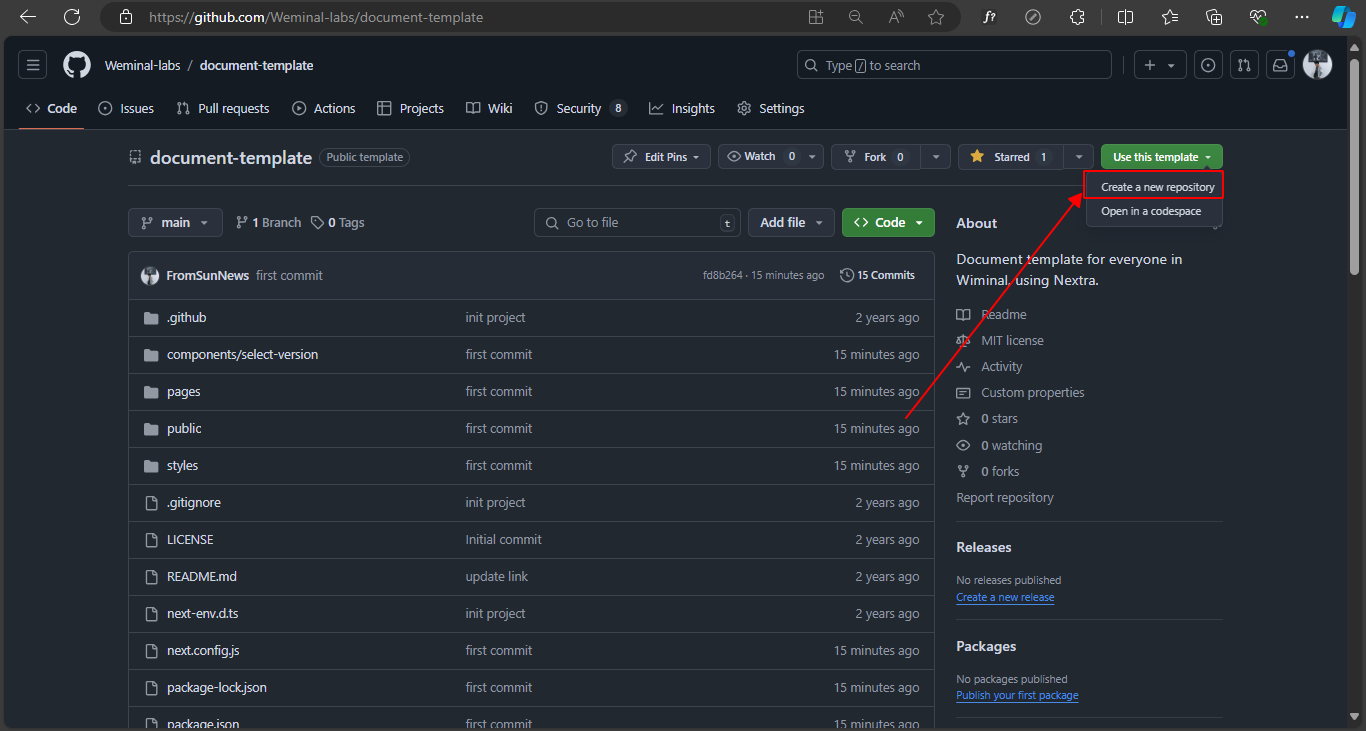 https://github.com/Weminal-labs/document-template
Weminal-labs / document-template
Type / to search
Code Issues Pull requests Actions Projects Wiki Security 8 Insights Settings
document-template Public template
Edit Pins Watch 0 Fork 0 Starred 1 Use this template
Create a new repository
Open in a codespace
main 1 Branch 0 Tags Go to file t Add file Code
FromSunNews first commit fd8b264 · 15 minutes ago 15 Commits
.github init project 2 years ago
components/select-version first commit 15 minutes ago
pages first commit 15 minutes ago
public first commit 15 minutes ago
styles first commit 15 minutes ago
.gitignore init project 2 years ago
LICENSE Initial commit 2 years ago
README.md update link 2 years ago
next-env.d.ts init project 2 years ago
next.config.js first commit 15 minutes ago
package-lock.json first commit 15 minutes ago
package.json first commit 15 minutes ago
About
Document template for everyone in
Wiminal, using Nextra.
Readme
MIT license
Activity
Custom properties
0 stars
0 watching
0 forks
Report repository
Releases
No releases published
Create a new release
Packages
No packages published
Publish your first package